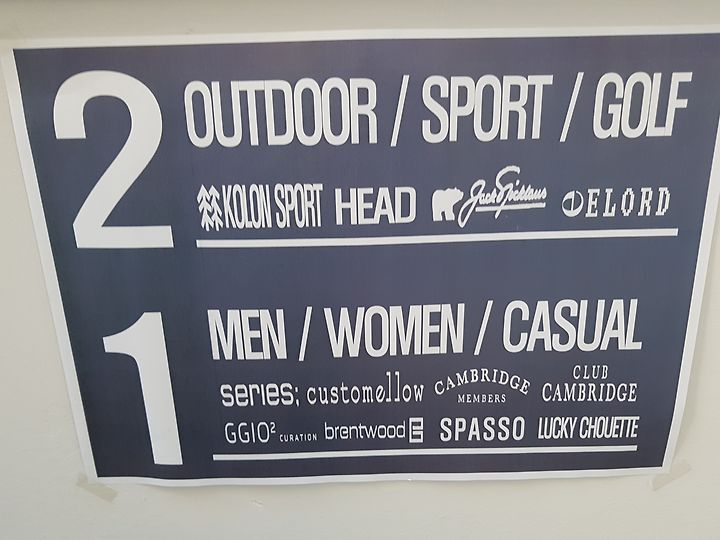 2
OUTDOOR / SPORT / GOLF
KOLON SPORT HEAD Jack Nicklaus ELORD
1
MEN / WOMEN / CASUAL
series; customellow CAMBRIDGE MEMBERS CLUB CAMBRIDGE
GGIO² CURATION brentwood E SPASSO LUCKY CHOUETTE